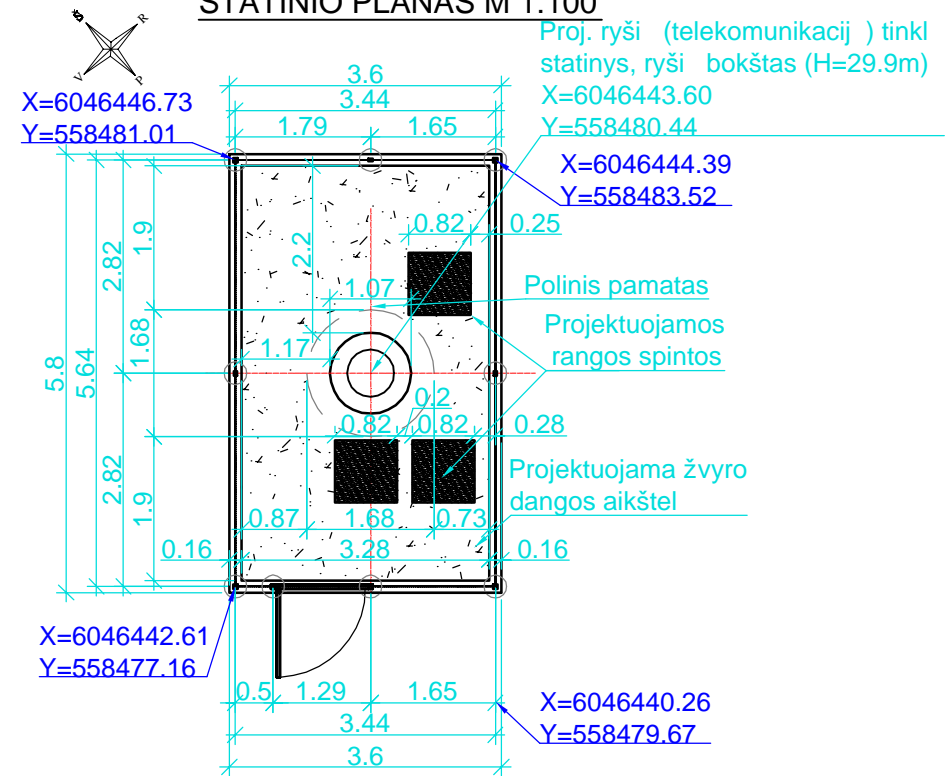 STATINIO PLANAS M 1:100
Š
R
V
P
Proj. ryši (telekomunikacij ) tinkl
statinys, ryši bokštas (H=29.9m)
X=6046443.60
Y=558480.44
X=6046446.73
Y=558481.01
X=6046444.39
Y=558483.52
3.6
3.44
1.79
1.65
0.82
0.25
2.2
1.9
2.82
1.07
Polinis pamatas
Projektuojamos
rangos spintos
1.17
1.68
5.8
5.64
0.2
0.82
0.82
0.28
2.82
1.9
Projektuojama žvyro
dangos aikštel
0.87
1.68
0.73
0.16
3.28
0.16
X=6046442.61
Y=558477.16
0.5
1.29
1.65
X=6046440.26
Y=558479.67
3.44
3.6